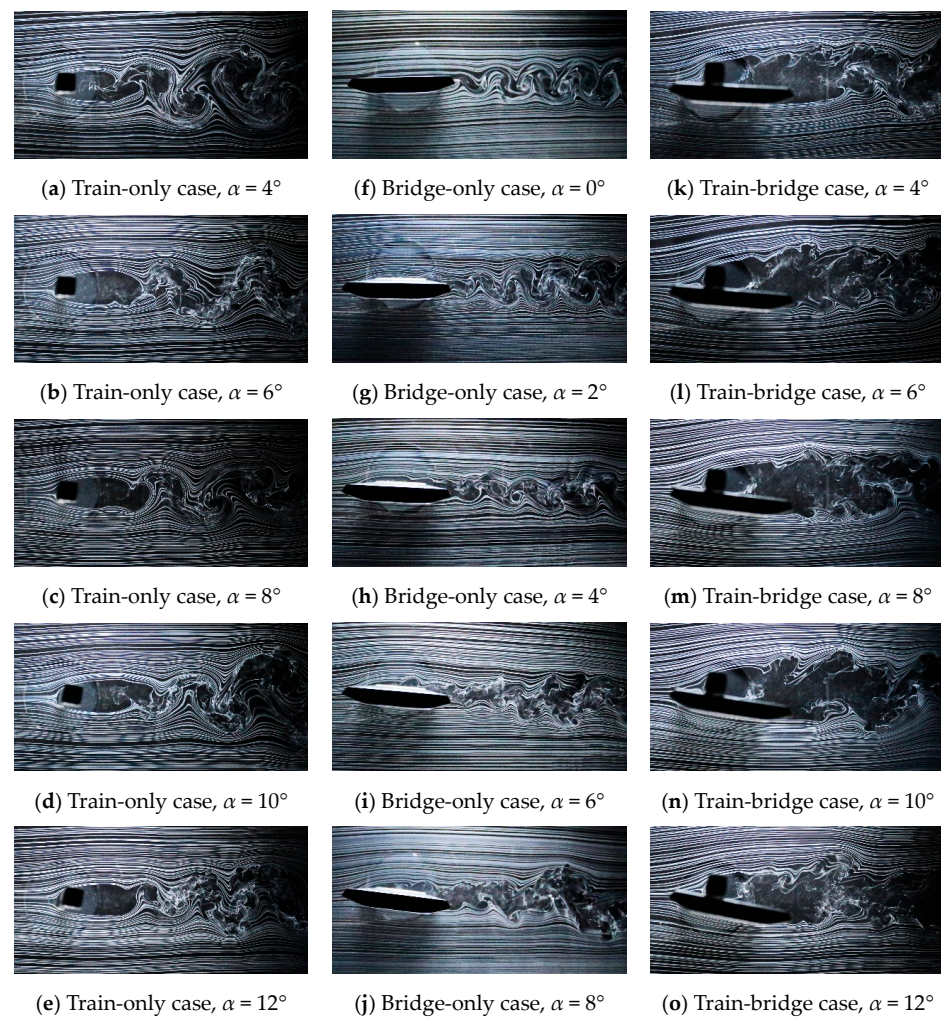 (a) Train-only case, α = 4°
(f) Bridge-only case, α = 0°
(k) Train-bridge case, α = 4°
(b) Train-only case, α = 6°
(g) Bridge-only case, α = 2°
(l) Train-bridge case, α = 6°
(c) Train-only case, α = 8°
(h) Bridge-only case, α = 4°
(m) Train-bridge case, α = 8°
(d) Train-only case, α = 10°
(i) Bridge-only case, α = 6°
(n) Train-bridge case, α = 10°
(e) Train-only case, α = 12°
(j) Bridge-only case, α = 8°
(o) Train-bridge case, α = 12°